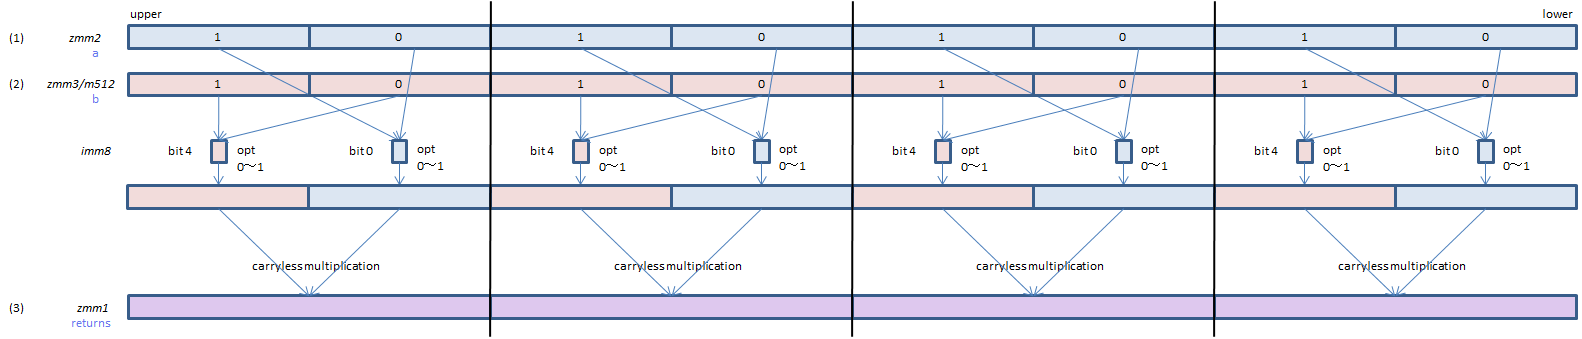 upper lower
(1) zmm2 1 0 1 0 1 0 1 0
a
(2) zmm3/m512 1 0 1 0 1 0 1 0
b
imm8 bit 4 opt bit 0 opt bit 4 opt bit 0 opt bit 4 opt bit 0 opt bit 4 opt bit 0 opt
0～1 0～1 0～1 0～1 0～1 0～1 0～1 0～1
carryless multiplication carryless multiplication carryless multiplication carryless multiplication
(3) zmm1
returns